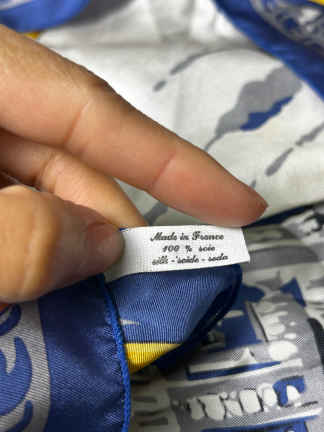 Made in France
100 % soie
silk - seide - seda